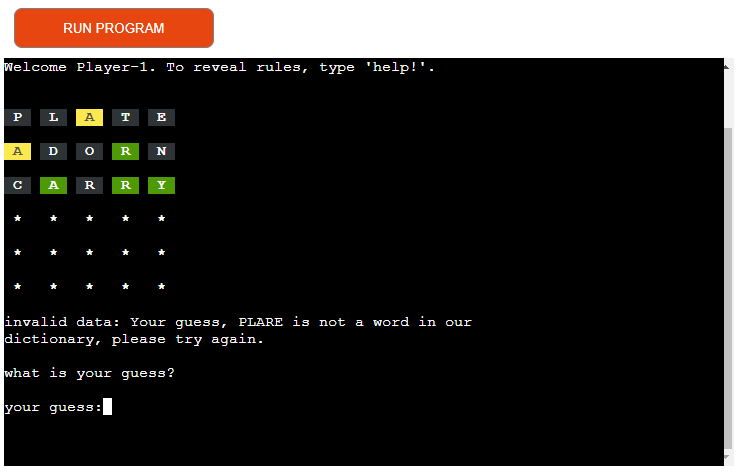 RUN PROGRAM
Welcome Player-1. To reveal rules, type 'help!'.
P L A T E
A D O R N
C A R R Y
* * * * *
* * * * *
* * * * *
invalid data: Your guess, PLARE is not a word in our
dictionary, please try again.
what is your guess?
your guess: